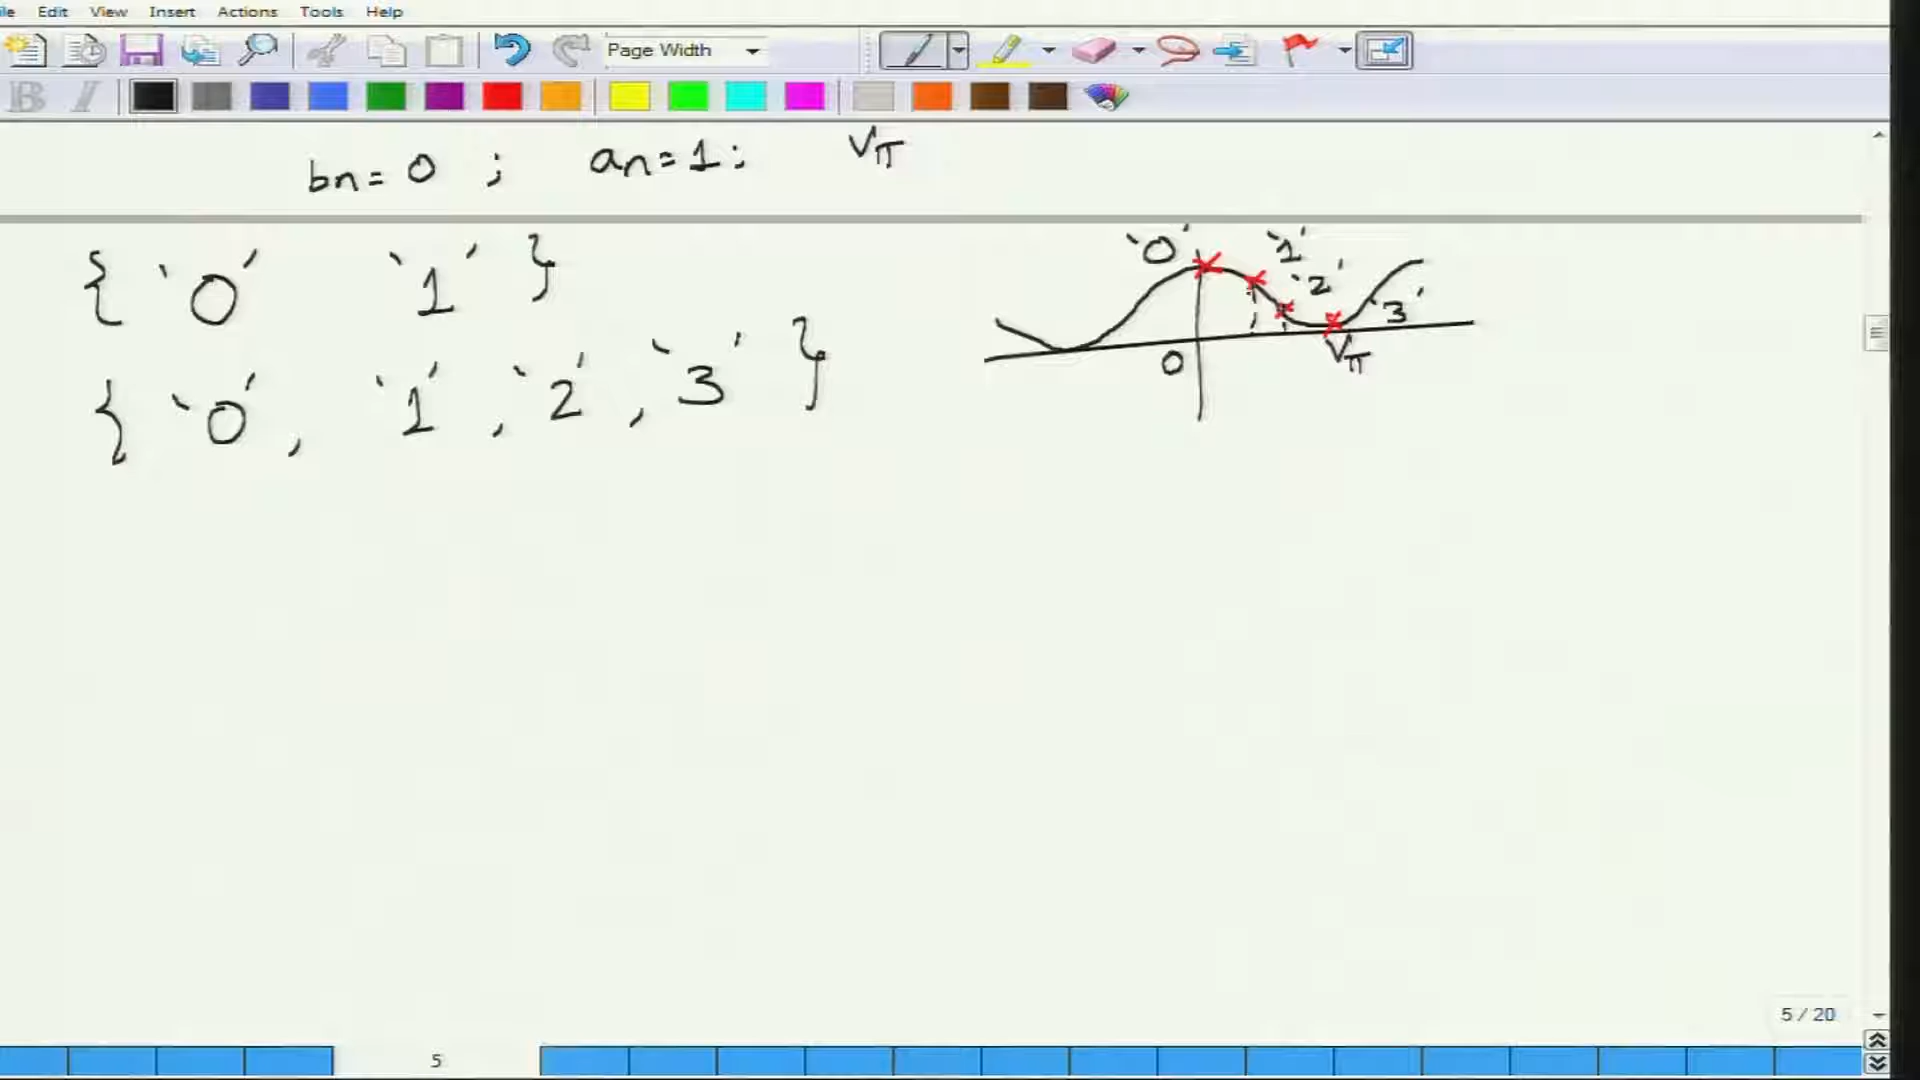 le Edit View Insert Actions Tools Help
Page Width
B I
bn = 0 ; an = 1 ; Vπ
{ '0' '1' }
{ '0', '1', '2', '3' }
'0' '1'
'2'
'3'
0 Vπ
5 / 20
5